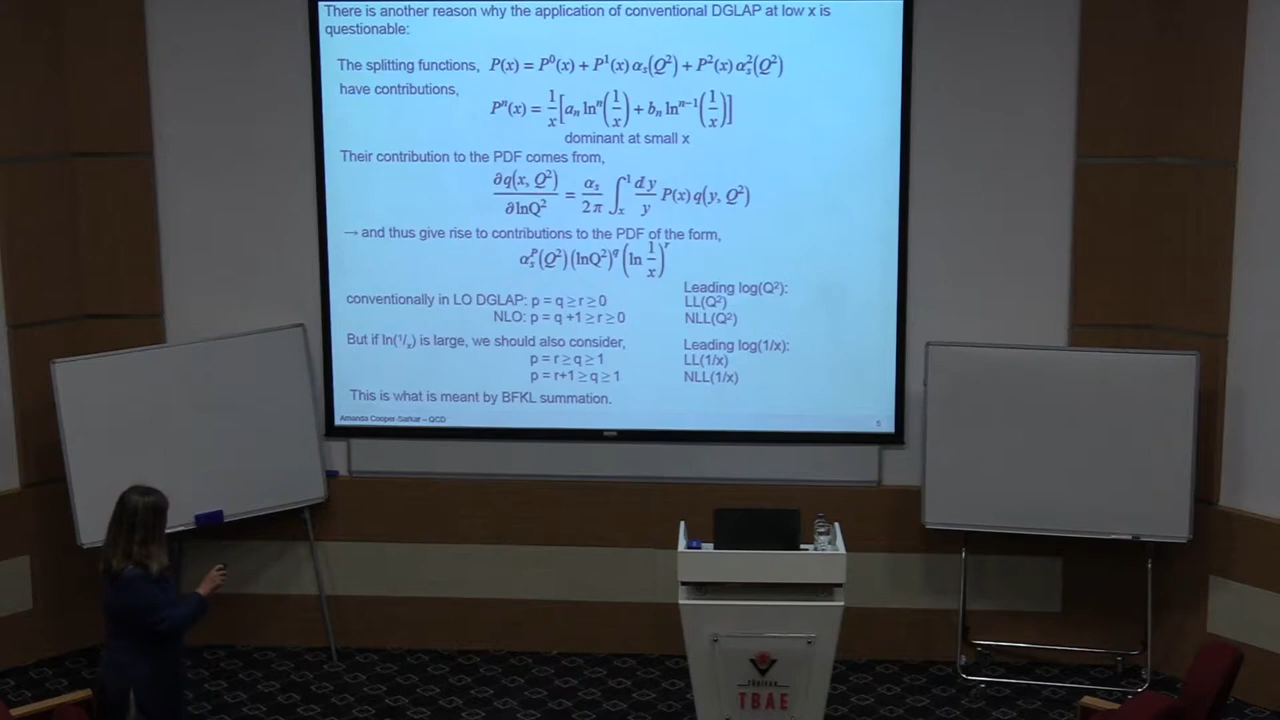 There is another reason why the application of conventional DGLAP at low x is
questionable:
The splitting functions, P(x) = P⁰(x) + P¹(x) αₛ(Q²) + P²(x) αₛ²(Q²)
have contributions,
Pⁿ(x) = 1/x [aₙ lnⁿ(1/x) + bₙ lnⁿ⁻¹(1/x)]
dominant at small x
Their contribution to the PDF comes from,
∂q(x, Q²)/∂lnQ² = αₛ/2π ∫ₓ¹ dy/y P(x) q(y, Q²)
→ and thus give rise to contributions to the PDF of the form,
αₛᵖ(Q²) (lnQ²)^q (ln 1/x)^r
Leading log(Q²):
conventionally in LO DGLAP: p = q ≥ r ≥ 0 LL(Q²)
NLO: p = q +1 ≥ r ≥ 0 NLL(Q²)
But if ln(¹/ₓ) is large, we should also consider, Leading log(1/x):
p = r ≥ q ≥ 1 LL(1/x)
p = r+1 ≥ q ≥ 1 NLL(1/x)
This is what is meant by BFKL summation.
Amanda Cooper-Sarkar – QCD 5
TÜBİTAK
TBAE